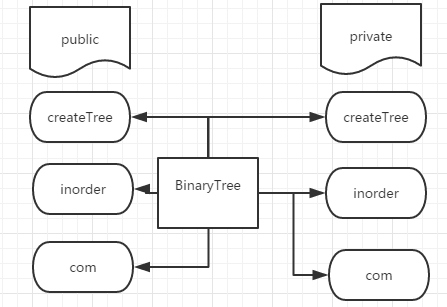 public
private
createTree
createTree
inorder
BinaryTree
inorder
com
com